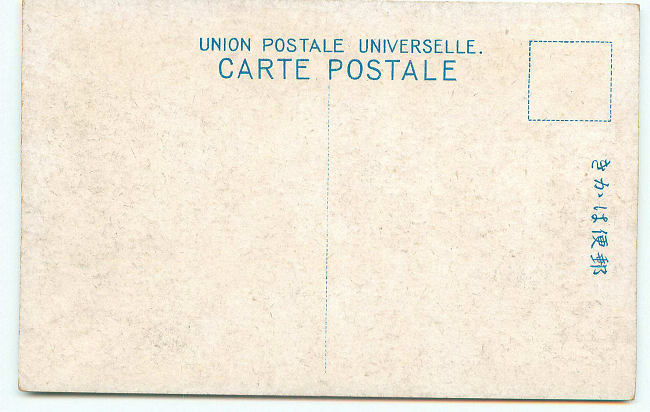 UNION POSTALE UNIVERSELLE.
CARTE POSTALE
きかは便郵